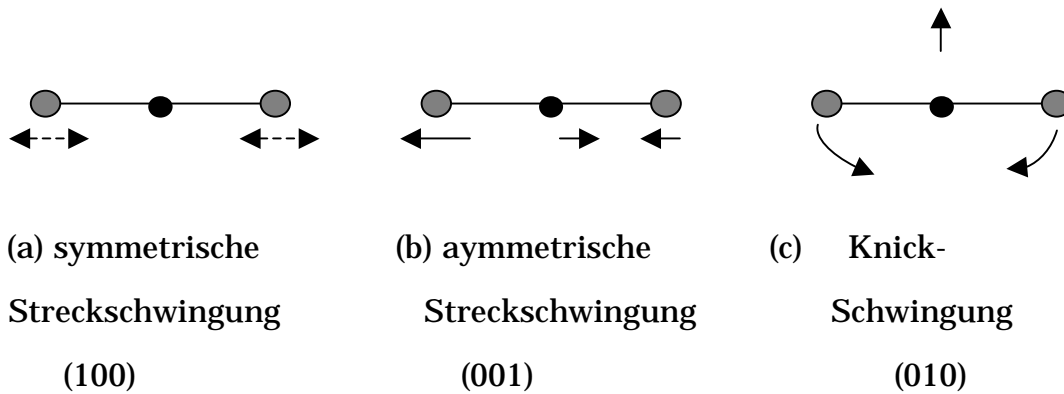 (a) symmetrische
Streckschwingung
(100)
(b) aymmetrische
Streckschwingung
(001)
(c) Knick-
Schwingung
(010)